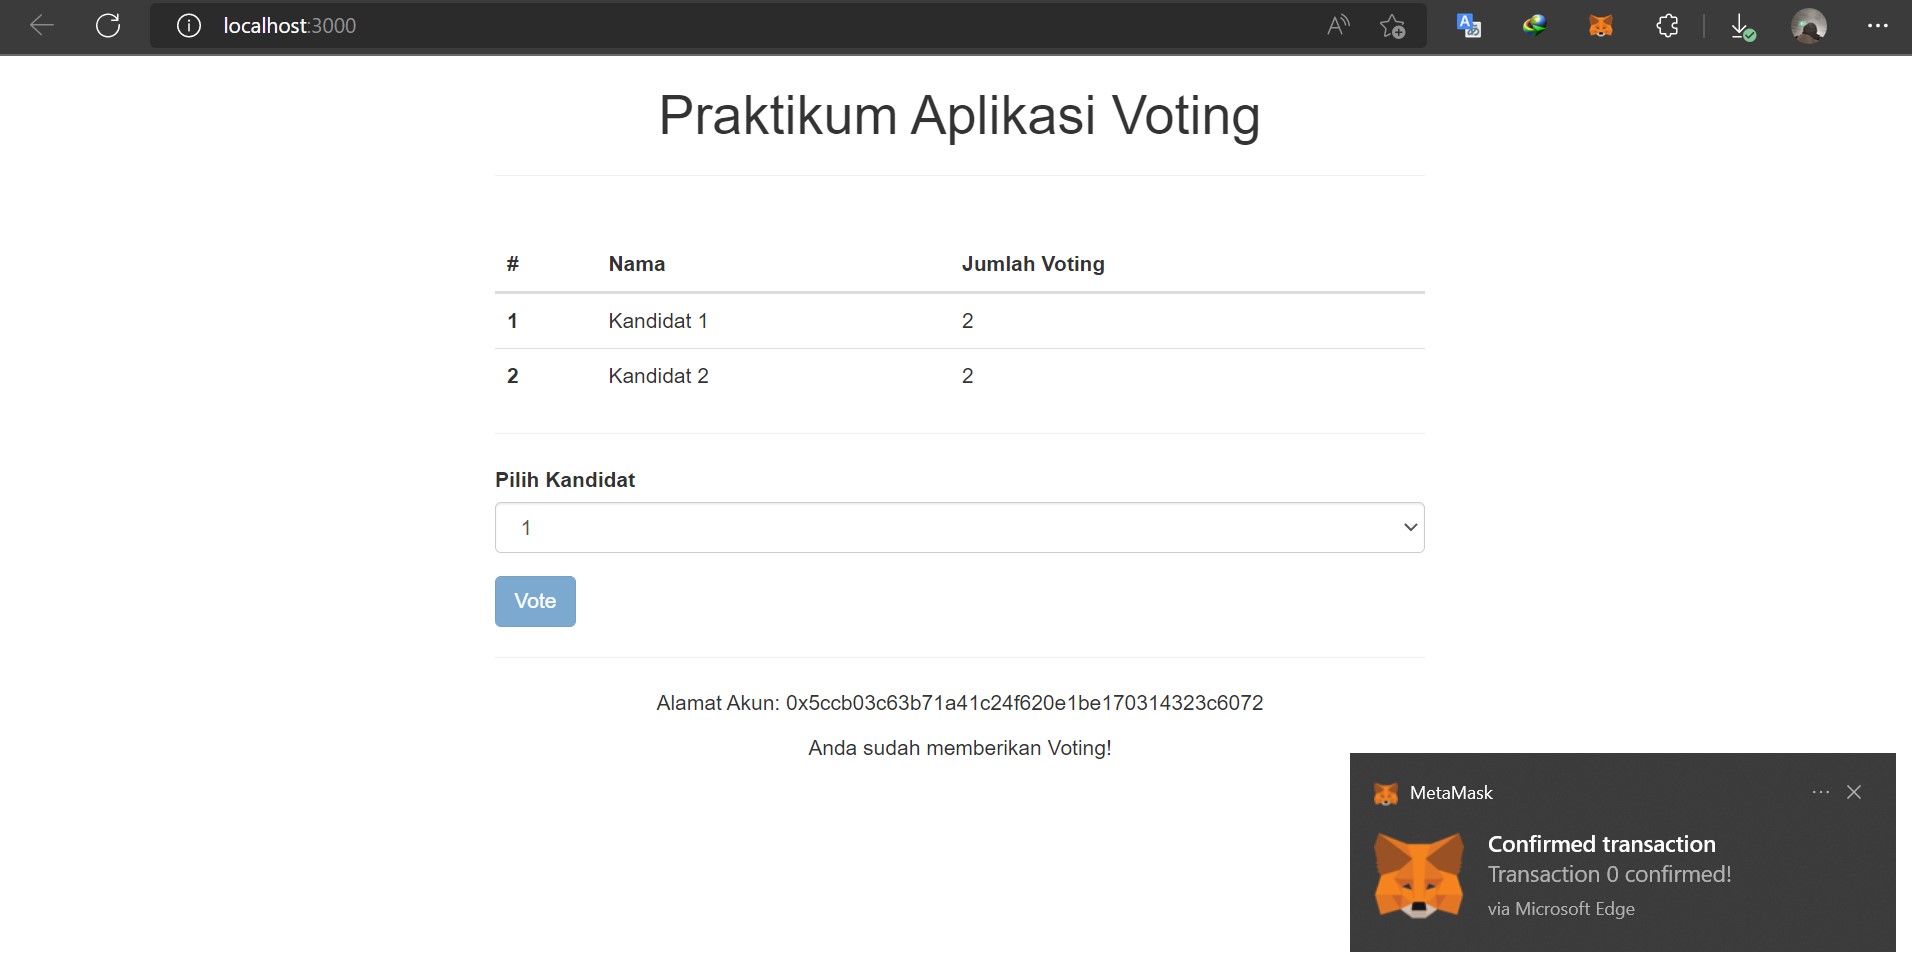 localhost:3000
Praktikum Aplikasi Voting
# Nama Jumlah Voting
1 Kandidat 1 2
2 Kandidat 2 2
Pilih Kandidat
1
Vote
Alamat Akun: 0x5ccb03c63b71a41c24f620e1be170314323c6072
Anda sudah memberikan Voting!
MetaMask
Confirmed transaction
Transaction 0 confirmed!
via Microsoft Edge